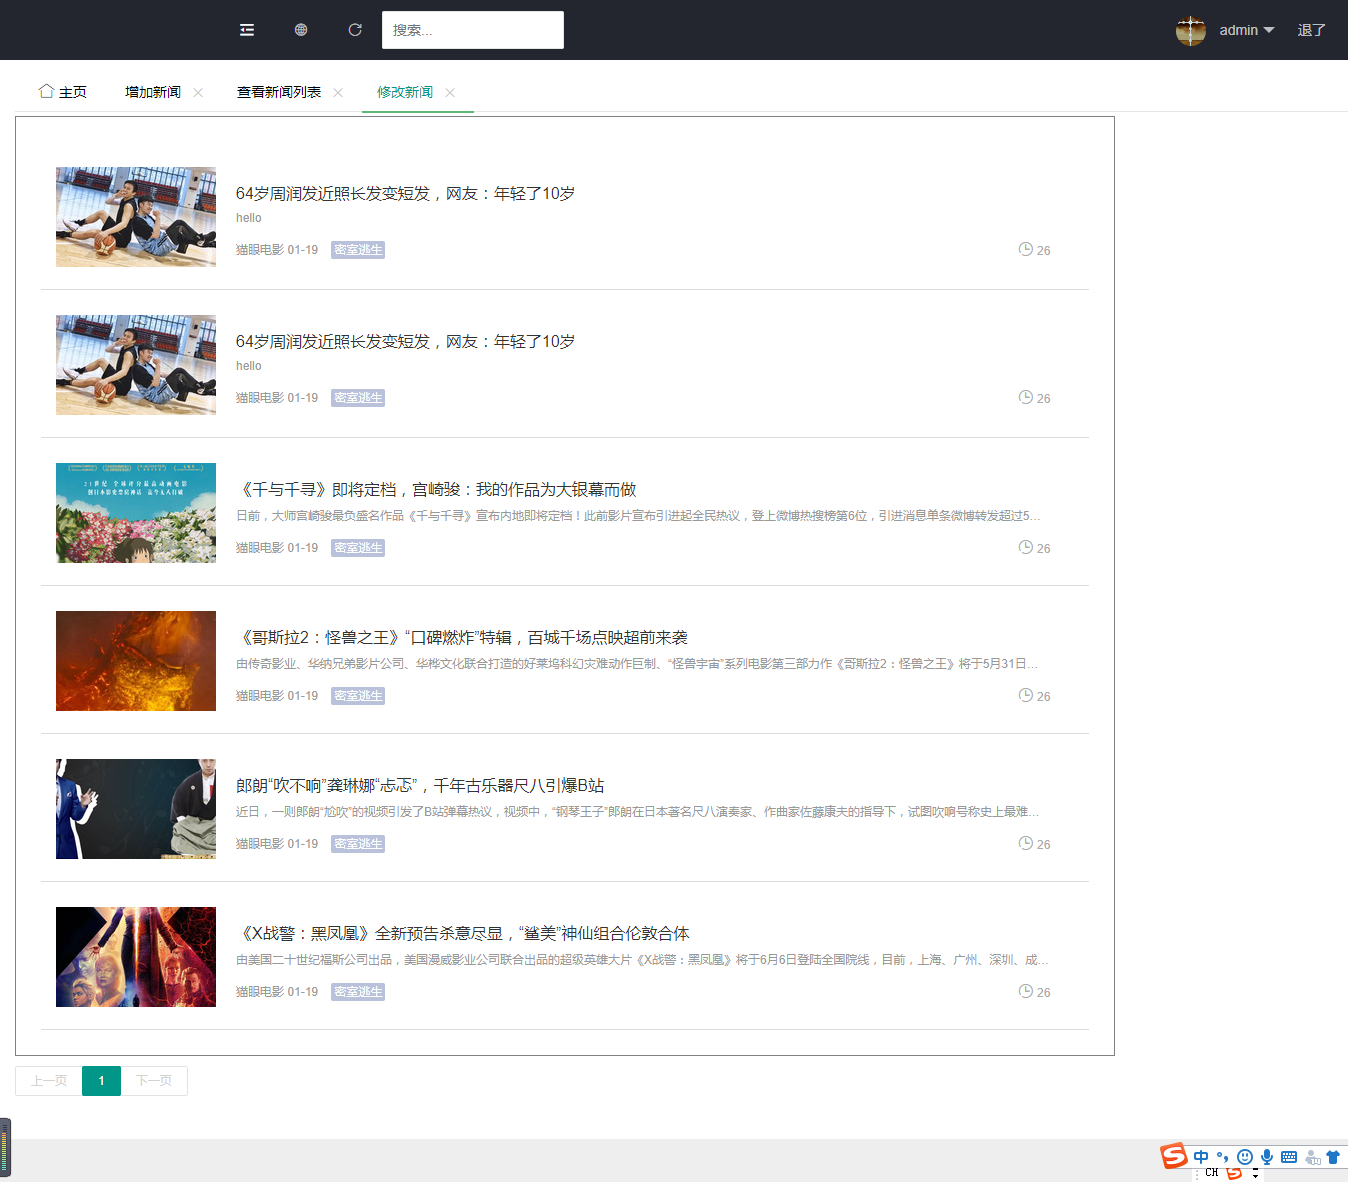 搜索...
admin
退了
主页
增加新闻
查看新闻列表
修改新闻
64岁周润发近照长发变短发，网友：年轻了10岁
hello
猫眼电影 01-19 密室逃生 26
64岁周润发近照长发变短发，网友：年轻了10岁
hello
猫眼电影 01-19 密室逃生 26
21世纪 全球评分最高动画电影
《千与千寻》即将定档，宫崎骏：我的作品为大银幕而做
日前，大师宫崎骏最负盛名作品《千与千寻》宣布内地即将定档！此前影片宣布引进起全民热议，登上微博热搜榜第6位，引进消息单条微博转发超过5...
猫眼电影 01-19 密室逃生 26
《哥斯拉2：怪兽之王》“口碑燃炸”特辑，百城千场点映超前来袭
由传奇影业、华纳兄弟影片公司、华桦文化联合打造的好莱坞科幻灾难动作巨制、“怪兽宇宙”系列电影第三部力作《哥斯拉2：怪兽之王》将于5月31日...
猫眼电影 01-19 密室逃生 26
郎朗“吹不响”龚琳娜“忐忑”，千年古乐器尺八引爆B站
近日，一则郎朗“尬吹”的视频引发了B站弹幕热议，视频中，“钢琴王子”郎朗在日本著名尺八演奏家、作曲家佐藤康夫的指导下，试图吹响号称史上最难...
猫眼电影 01-19 密室逃生 26
《X战警：黑凤凰》全新预告杀意尽显，“鲨美”神仙组合伦敦合体
由美国二十世纪福斯公司出品，美国漫威影业公司联合出品的超级英雄大片《X战警：黑凤凰》将于6月6日登陆全国院线，目前，上海、广州、深圳、成...
猫眼电影 01-19 密室逃生 26
上一页 1 下一页
中
CH